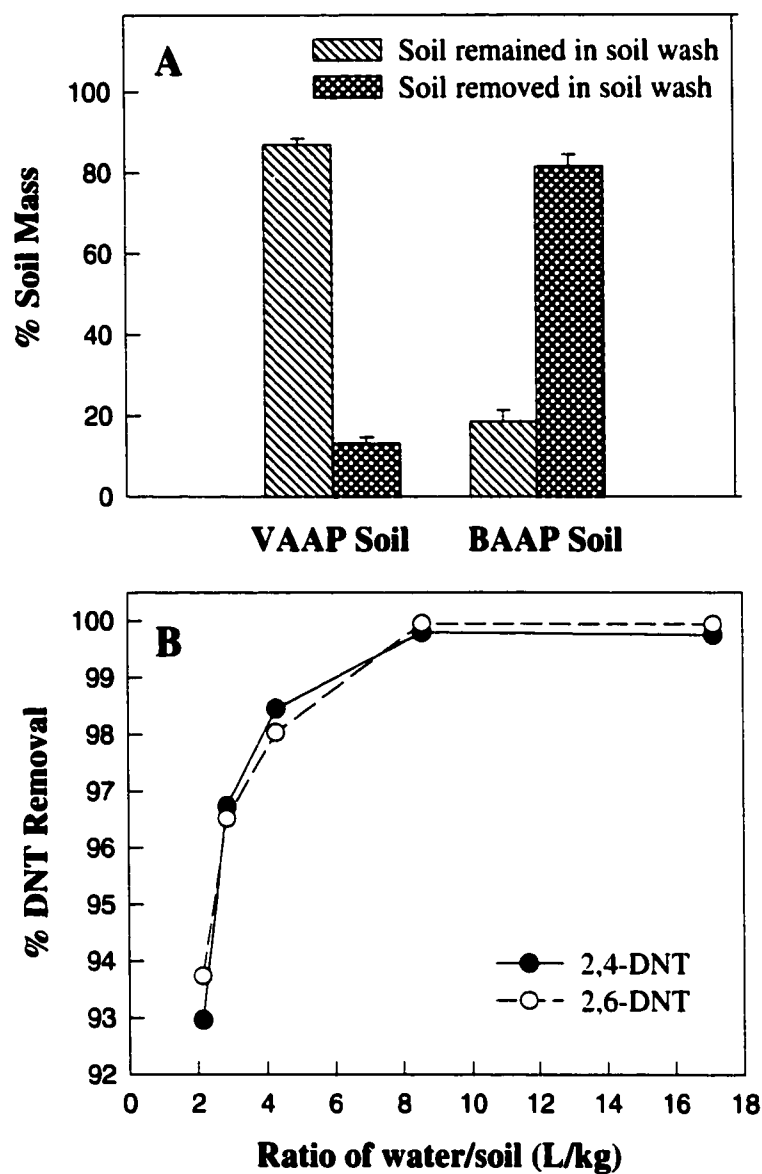 A
Soil remained in soil wash
Soil removed in soil wash
100
80
60
40
20
0
% Soil Mass
VAAP Soil BAAP Soil
B
100
99
98
97
96
95
94
93
92
% DNT Removal
2,4-DNT
2,6-DNT
0 2 4 6 8 10 12 14 16 18
Ratio of water/soil (L/kg)